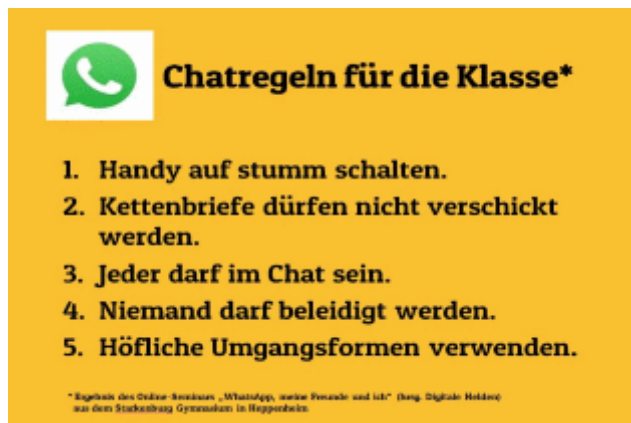 Chatregeln für die Klasse*
1. Handy auf stumm schalten.
2. Kettenbriefe dürfen nicht verschickt
werden.
3. Jeder darf im Chat sein.
4. Niemand darf beleidigt werden.
5. Höfliche Umgangsformen verwenden.
* Ergebnis des Online-Seminars „WhatsApp, meine Freunde und ich“ (hrsg. Digitale Helden)
aus dem Starkenburg Gymnasium in Heppenheim